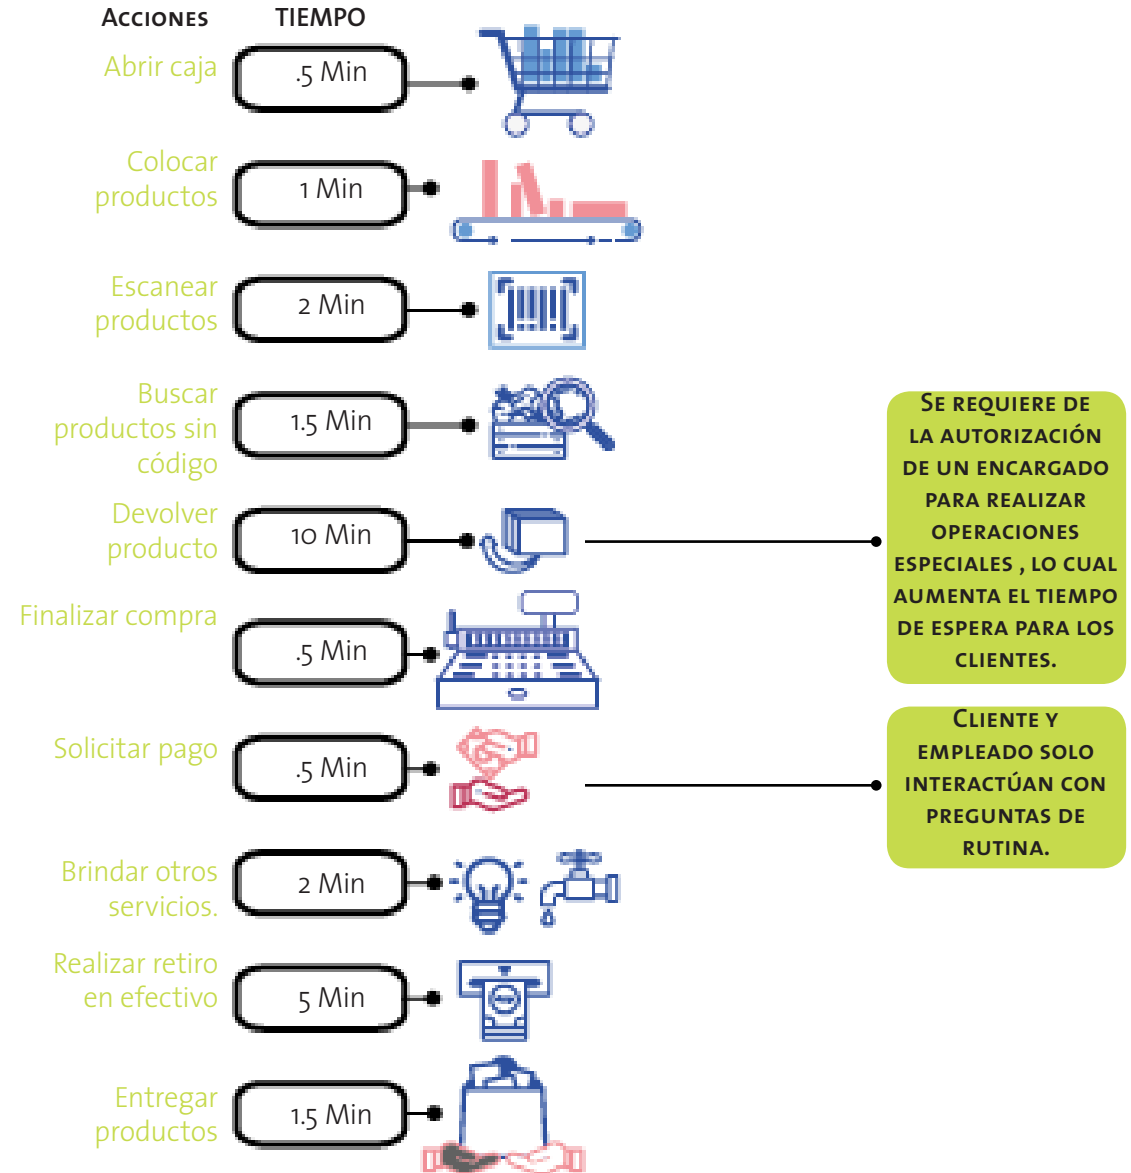 Acciones TIEMPO
Abrir caja
.5 Min
Colocar
productos
1 Min
Escanear
productos
2 Min
Buscar
productos sin
código
1.5 Min
Devolver
producto
10 Min
Se requiere de
la autorización
de un encargado
para realizar
operaciones
especiales , lo cual
aumenta el tiempo
de espera para los
clientes.
Finalizar compra
.5 Min
Solicitar pago
.5 Min
Cliente y
empleado solo
interactúan con
preguntas de
rutina.
Brindar otros
servicios.
2 Min
Realizar retiro
en efectivo
5 Min
Entregar
productos
1.5 Min